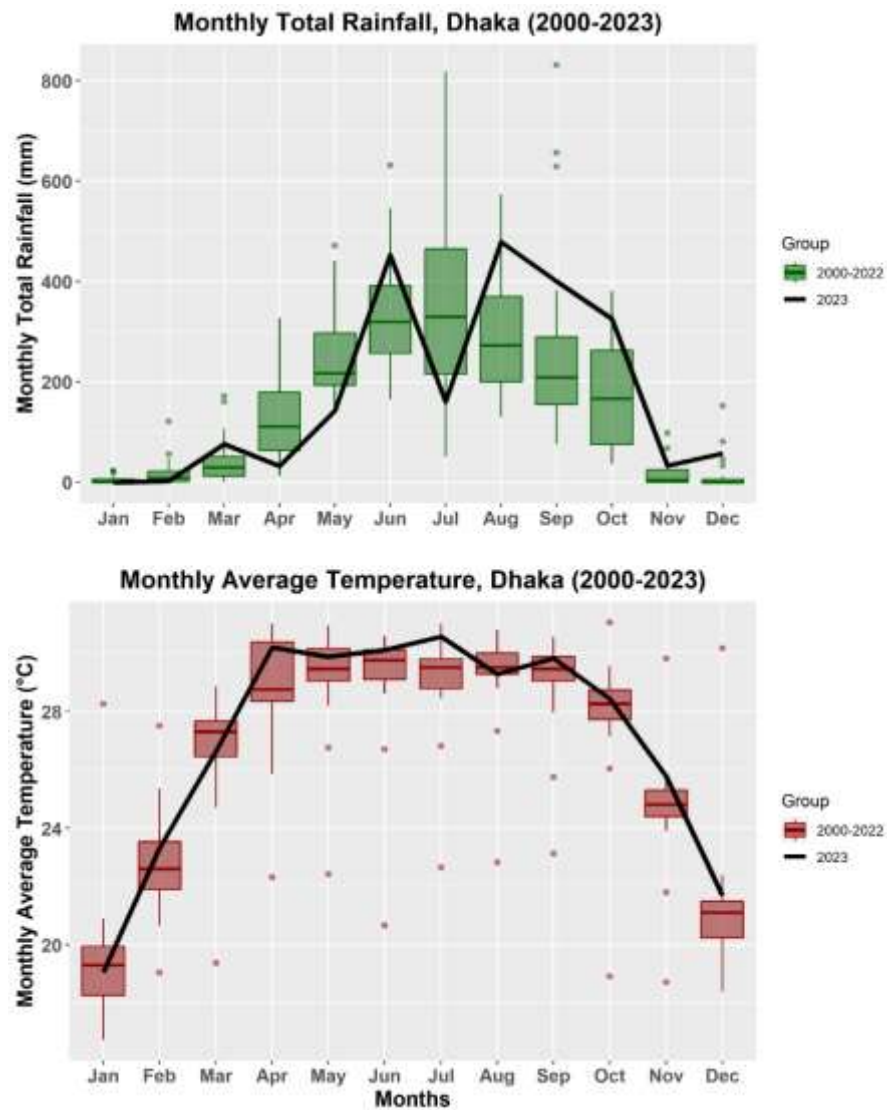 Monthly Total Rainfall, Dhaka (2000-2023)
Monthly Total Rainfall (mm)
800
600
400
200
0
Jan Feb Mar Apr May Jun Jul Aug Sep Oct Nov Dec
Group
2000-2022
2023
Monthly Average Temperature, Dhaka (2000-2023)
Monthly Average Temperature (°C)
28
24
20
Jan Feb Mar Apr May Jun Jul Aug Sep Oct Nov Dec
Months
Group
2000-2022
2023